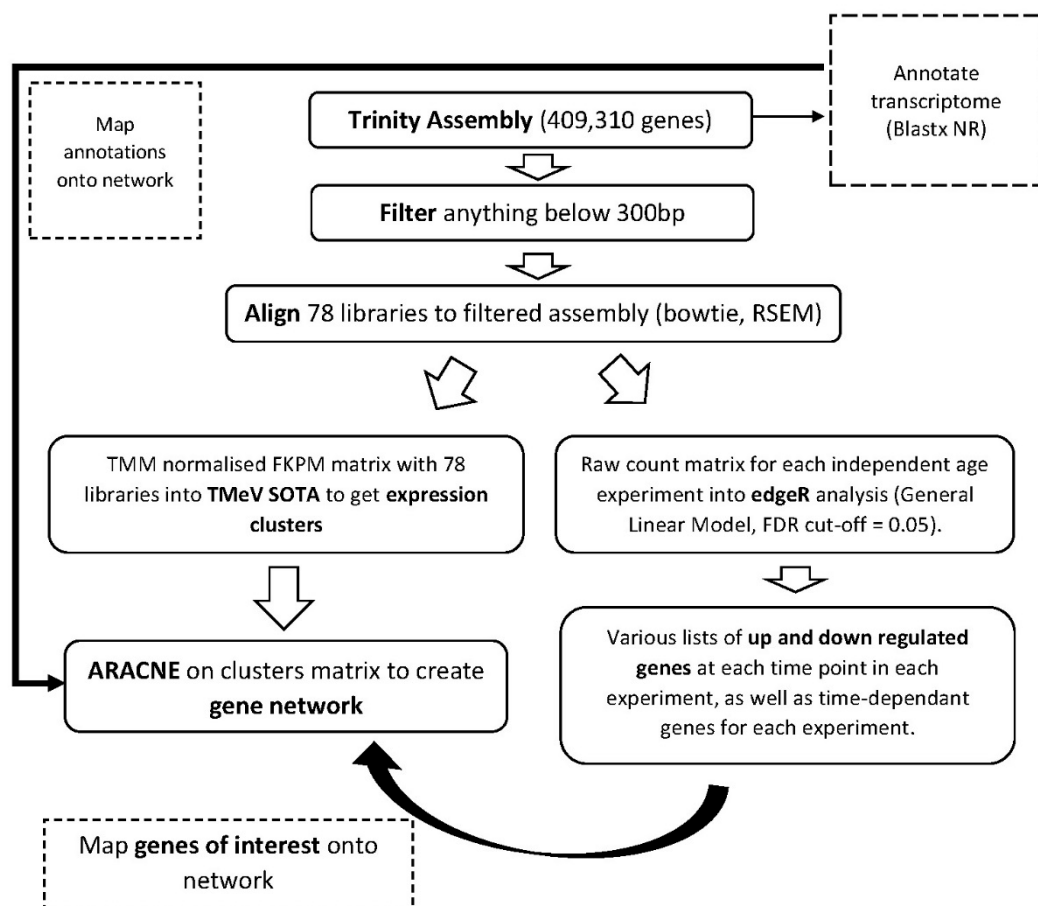 Annotate
transcriptome
(Blastx NR)
Map
annotations
onto network
Trinity Assembly (409,310 genes)
Filter anything below 300bp
Align 78 libraries to filtered assembly (bowtie, RSEM)
TMM normalised FKPM matrix with 78
libraries into TMeV SOTA to get expression
clusters
Raw count matrix for each independent age
experiment into edgeR analysis (General
Linear Model, FDR cut-off = 0.05).
ARACNE on clusters matrix to create
gene network
Various lists of up and down regulated
genes at each time point in each
experiment, as well as time-dependant
genes for each experiment.
Map genes of interest onto
network